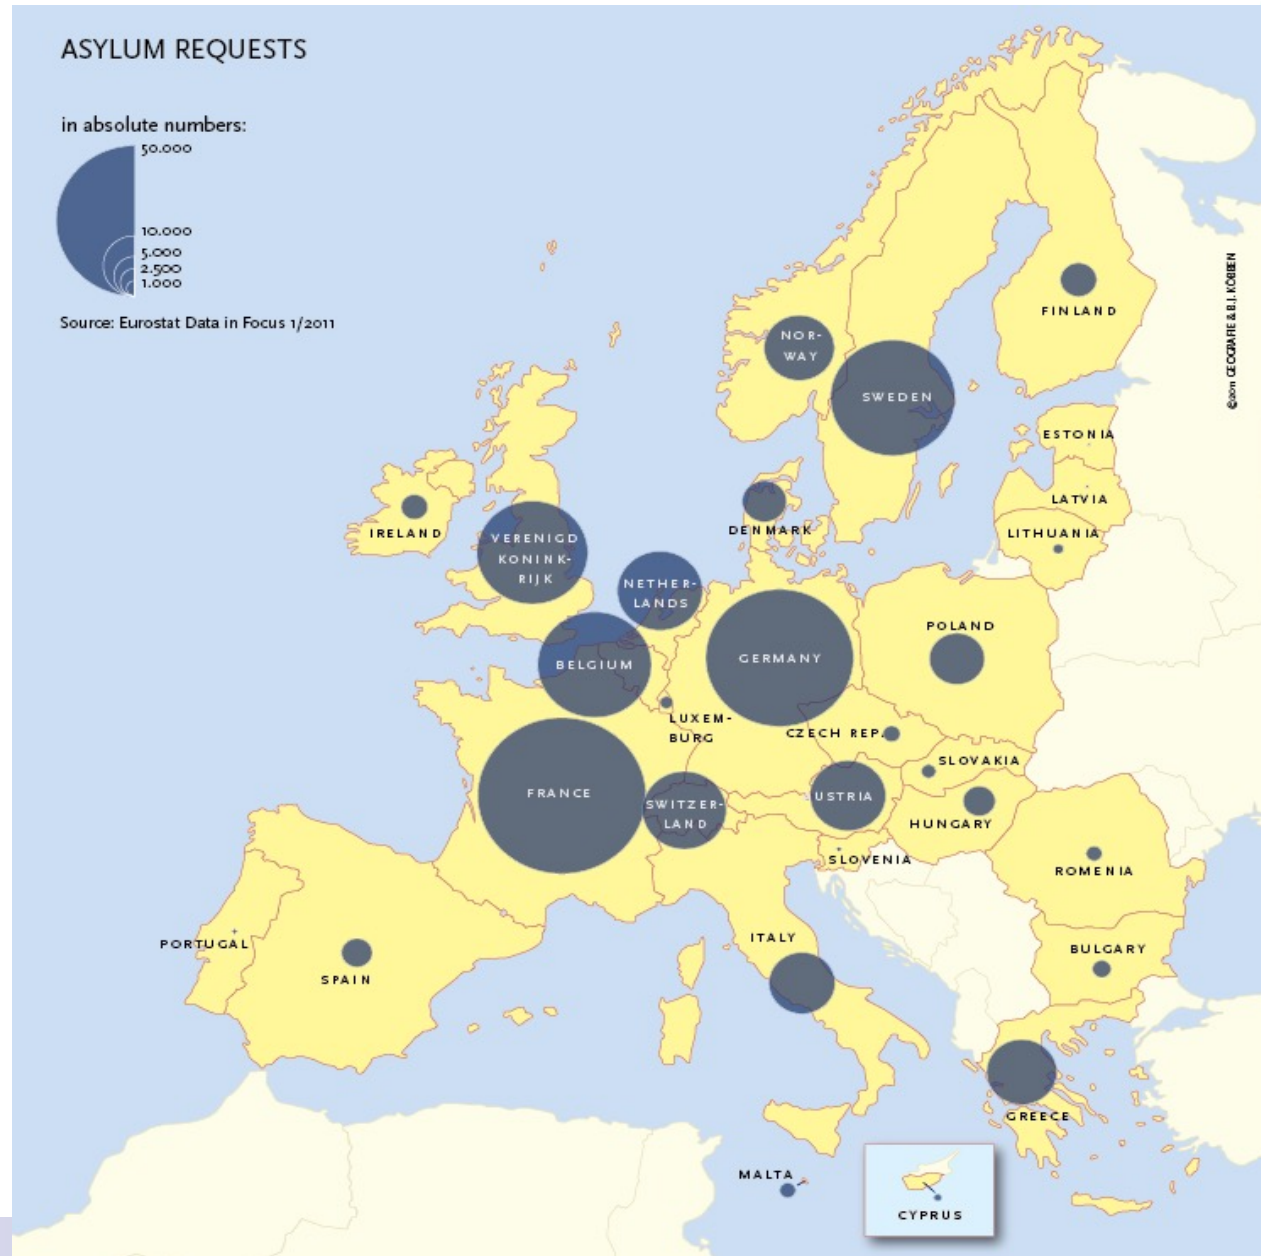 ASYLUM REQUESTS
in absolute numbers:
50.000
10.000
5.000
2.500
1.000
Source: Eurostat Data in Focus 1/2011
©2011 GEOGRAFIE & B.J. KÖBBEN
FINLAND
NOR-
WAY
SWEDEN
ESTONIA
LATVIA
LITHUANIA
DENMARK
IRELAND
VERENIGD
KONINK-
RIJK
NETHER-
LANDS
BELGIUM
GERMANY
POLAND
LUXEM-
BURG
CZECH REP.
SLOVAKIA
FRANCE
SWITZER-
LAND
USTRIA
HUNGARY
SLOVENIA
ROMENIA
PORTUGAL
SPAIN
ITALY
BULGARY
GREECE
MALTA
CYPRUS